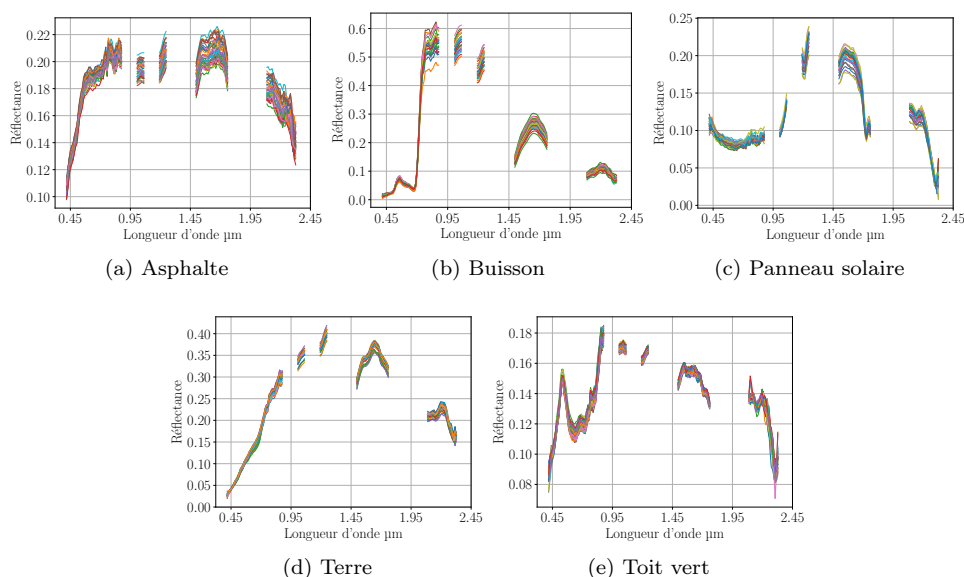 0.22
0.20
0.18
0.16
0.14
0.12
0.10
Réflectance
0.45 0.95 1.45 1.95 2.45
Longueur d'onde µm
(a) Asphalte
0.6
0.5
0.4
0.3
0.2
0.1
0.0
Réflectance
0.45 0.95 1.45 1.95 2.45
Longueur d'onde µm
(b) Buisson
0.25
0.20
0.15
0.10
0.05
0.00
Réflectance
0.45 0.95 1.45 1.95 2.45
Longueur d'onde µm
(c) Panneau solaire
0.40
0.35
0.30
0.25
0.20
0.15
0.10
0.05
0.00
Réflectance
0.45 0.95 1.45 1.95 2.45
Longueur d'onde µm
(d) Terre
0.18
0.16
0.14
0.12
0.10
0.08
Réflectance
0.45 0.95 1.45 1.95 2.45
Longueur d'onde µm
(e) Toit vert